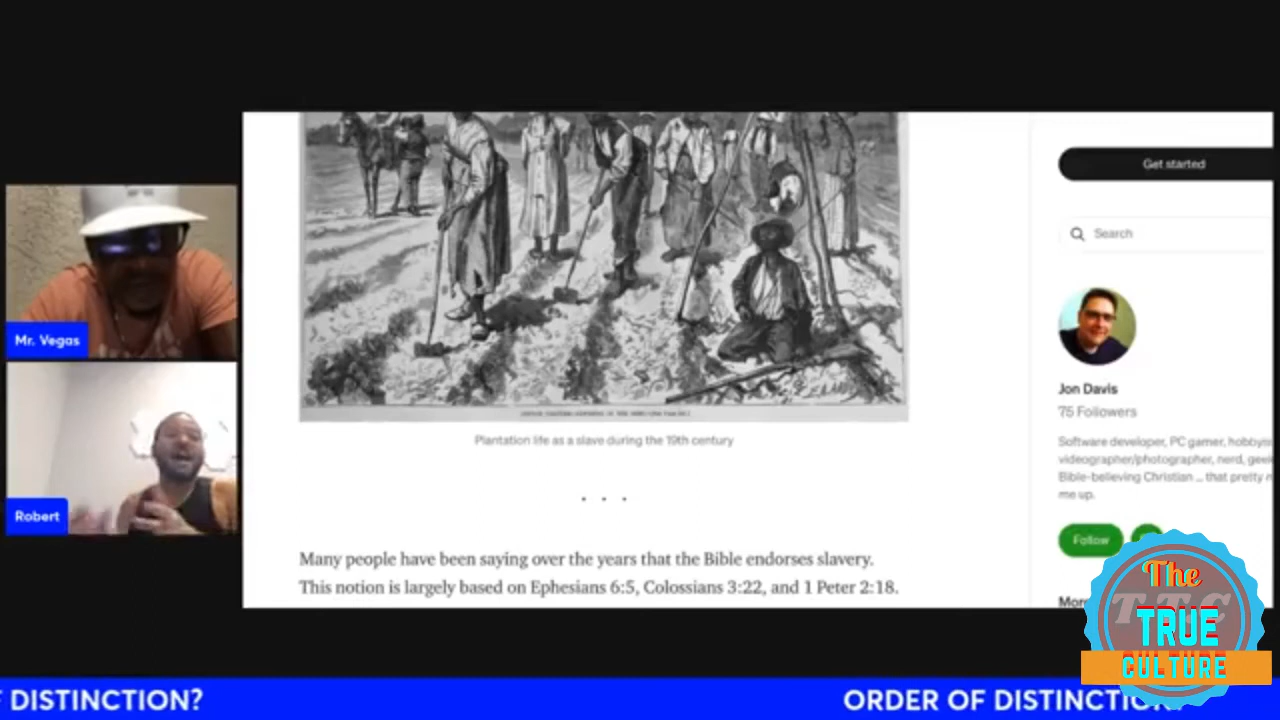 Mr. Vegas
Robert
Plantation life as a slave during the 19th century
. . .
Many people have been saying over the years that the Bible endorses slavery.
This notion is largely based on Ephesians 6:5, Colossians 3:22, and 1 Peter 2:18.
Get started
Search
Jon Davis
75 Followers
Software developer, PC gamer,
videographer/photographer, nerd,
Bible-believing Christian ... that pretty
me up.
Follow
The
TTC
TRUE
CULTURE
DISTINCTION?
ORDER OF DISTINCTION